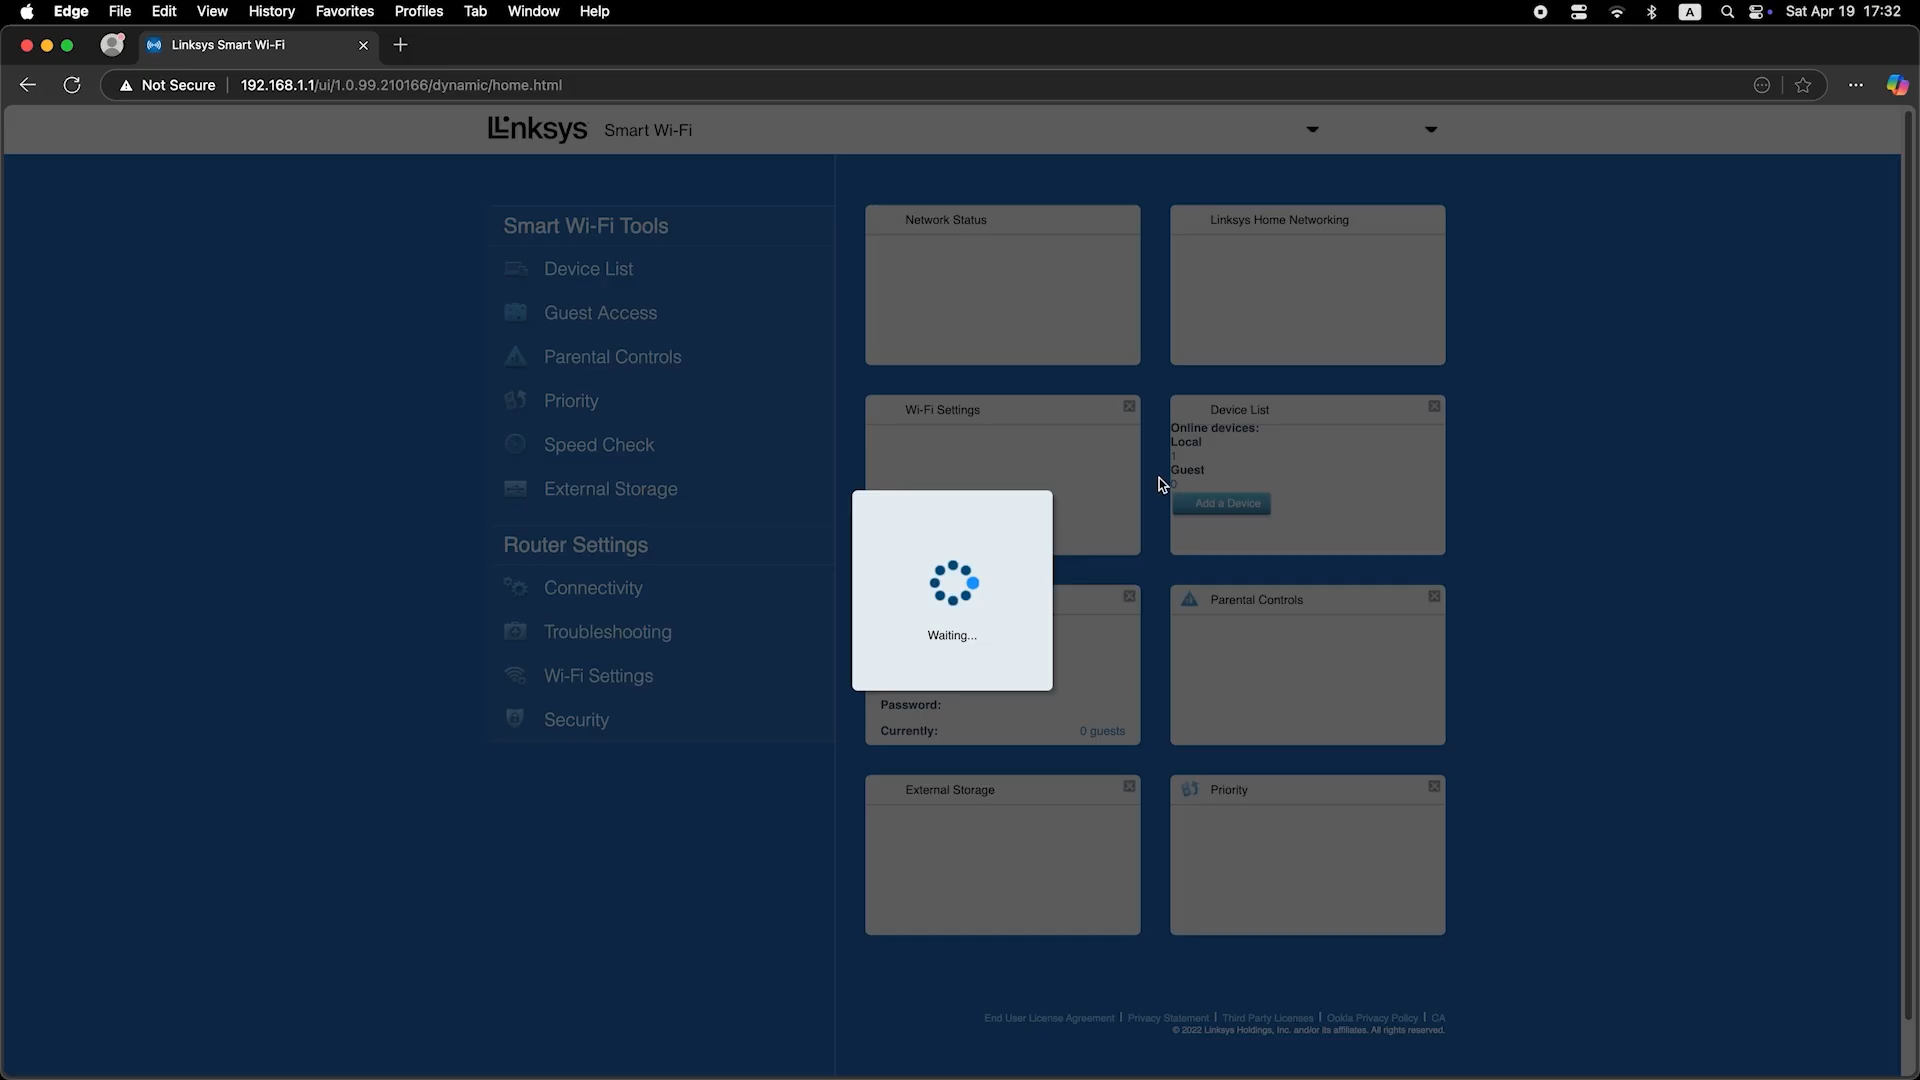 Edge File Edit View History Favorites Profiles Tab Window Help A Sat Apr 19 17:32
Linksys Smart Wi-Fi
Not Secure 192.168.1.1/ui/1.0.99.210166/dynamic/home.html
Linksys Smart Wi-Fi
Smart Wi-Fi Tools
Device List
Guest Access
Parental Controls
Priority
Speed Check
External Storage
Router Settings
Connectivity
Troubleshooting
Wi-Fi Settings
Security
Network Status
Linksys Home Networking
Wi-Fi Settings
Device List
Online devices:
Local
1
Guest
0
Add a Device
Waiting...
Password:
Currently: 0 guests
Parental Controls
External Storage
Priority
End User License Agreement | Privacy Statement | Third Party Licenses | Ookla Privacy Policy | CA
© 2022 Linksys Holdings, Inc. and/or its affiliates. All rights reserved.